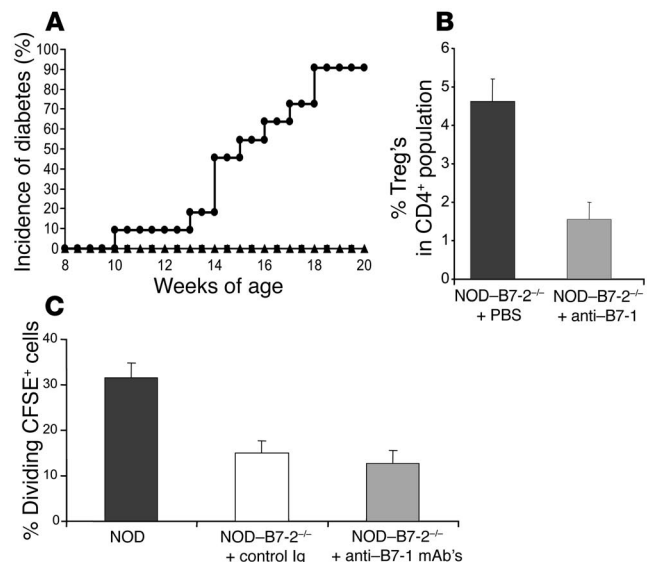 A
Incidence of diabetes (%)
100
90
80
70
60
50
40
30
20
10
0
8 10 12 14 16 18 20
Weeks of age
B
% Treg's
in CD4⁺ population
6
5
4
3
2
1
0
NOD–B7-2⁻/⁻
+ PBS
NOD–B7-2⁻/⁻
+ anti–B7-1
C
% Dividing CFSE⁺ cells
40
30
20
10
0
NOD
NOD–B7-2⁻/⁻
+ control Ig
NOD–B7-2⁻/⁻
+ anti–B7-1 mAb's